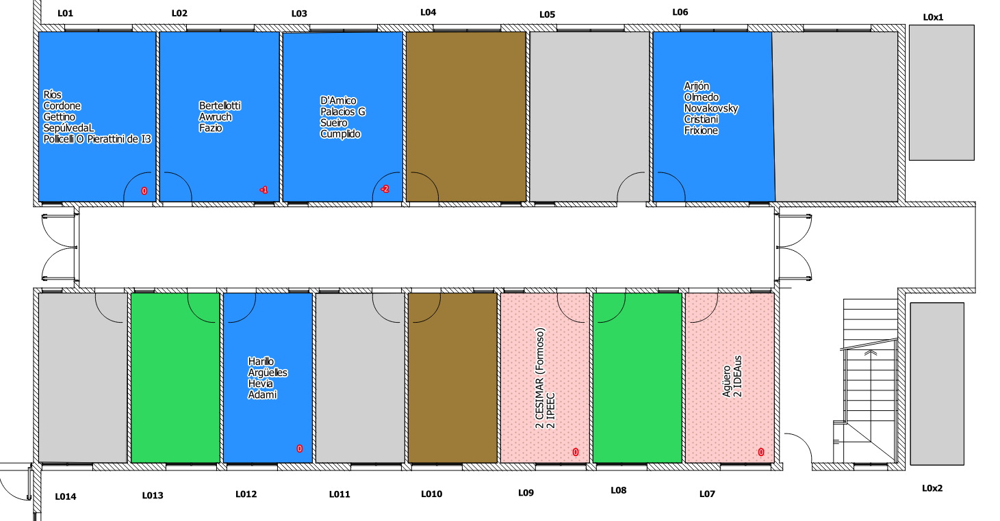 L01
L02
L03
L04
L05
L06
L0x1
Ríos
Cordone
Gettino
SepúlvedaL
Pollicelli O Pierattini de I3
0
Bertellotti
Awruch
Fazio
-1
D'Amico
Palacios G
Sueiro
Cumplido
-2
Arijón
Olmedo
Novakovsky
Cristiani
Frixione
Harillo
Argüelles
Hevia
Adami
0
2 CESIMAR (Formoso)
2 IPEEC
0
Agüero
2 IDEAus
0
L014
L013
L012
L011
L010
L09
L08
L07
L0x2